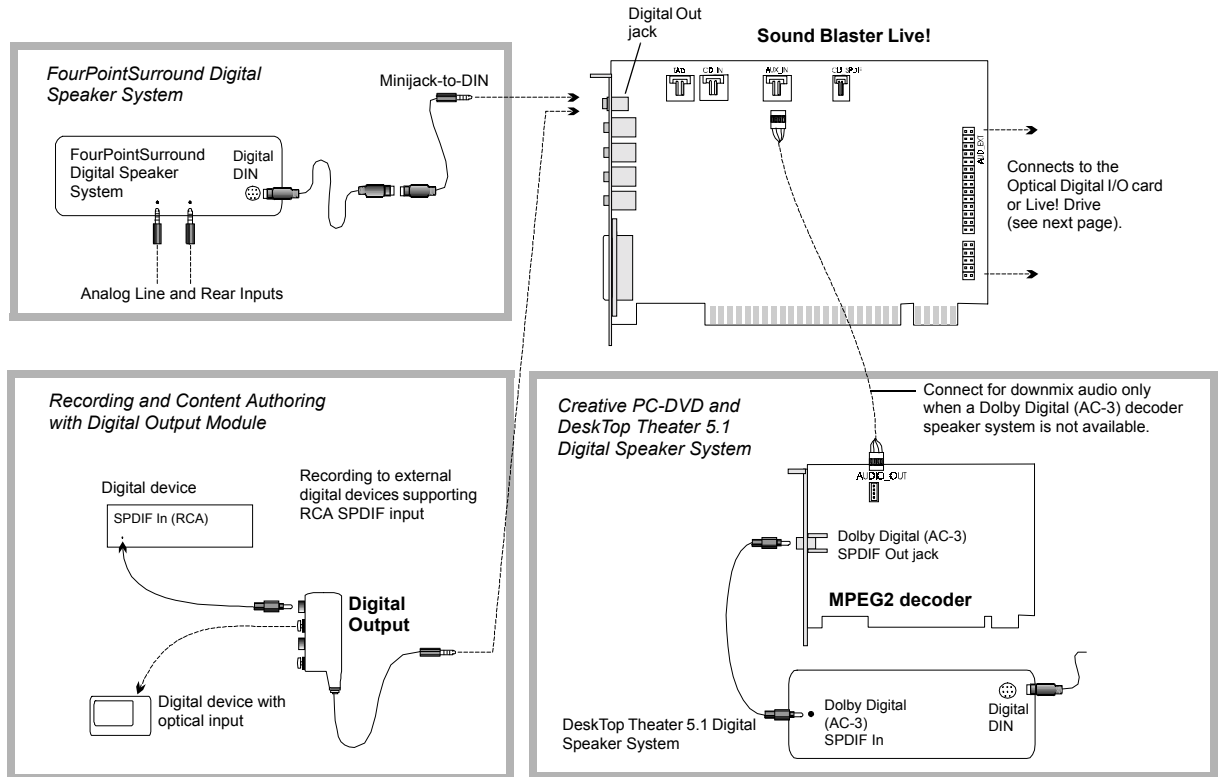 Digital Out
jack
Sound Blaster Live!
TAD
CD_IN
AUX_IN
AUD_EXT
Connects to the
Optical Digital I/O card
or Live! Drive
(see next page).
FourPointSurround Digital
Speaker System
Minijack-to-DIN
FourPointSurround
Digital Speaker
System
Digital
DIN
Analog Line and Rear Inputs
Recording and Content Authoring
with Digital Output Module
Digital device
SPDIF In (RCA)
Recording to external
digital devices supporting
RCA SPDIF input
Digital
Output
Digital device with
optical input
Creative PC-DVD and
DeskTop Theater 5.1
Digital Speaker System
Connect for downmix audio only
when a Dolby Digital (AC-3) decoder
speaker system is not available.
AUDIO_OUT
Dolby Digital (AC-3)
SPDIF Out jack
MPEG2 decoder
DeskTop Theater 5.1 Digital
Speaker System
Dolby Digital
(AC-3)
SPDIF In
Digital
DIN